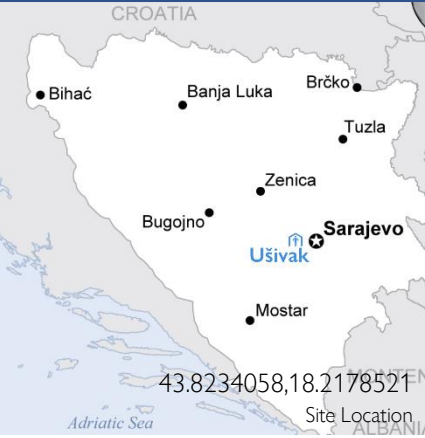 CROATIA
Bihać
Banja Luka
Brčko
Tuzla
Zenica
Bugojno
Sarajevo
Ušivak
Mostar
43.8234058,18.2178521
Site Location
Adriatic Sea